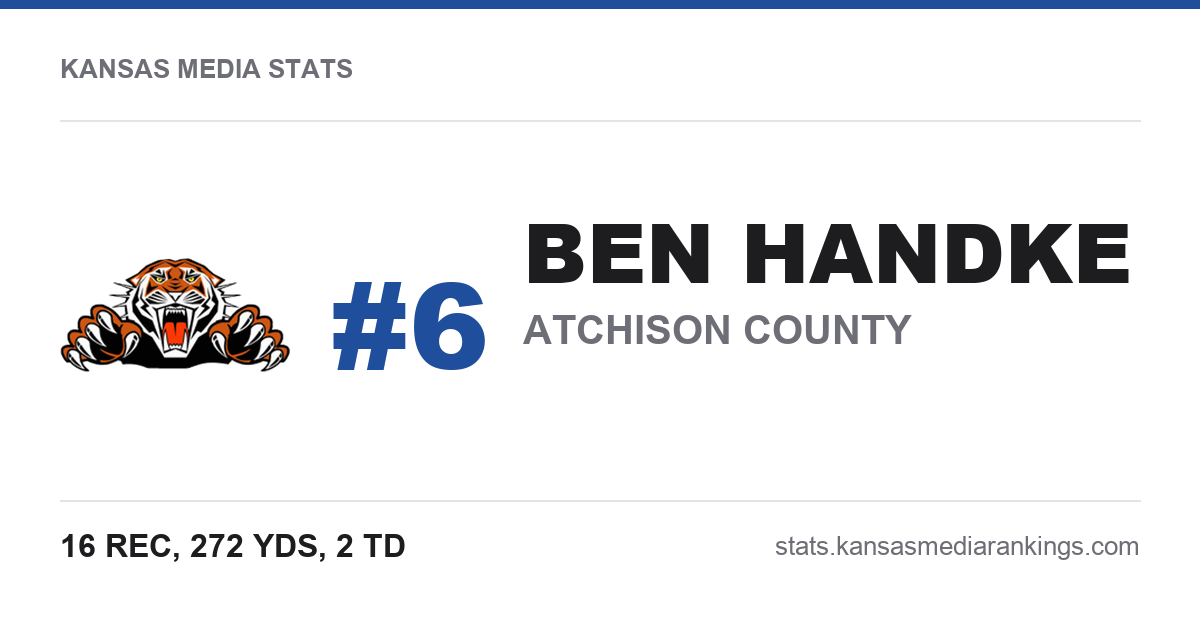 KANSAS MEDIA STATS
#6
BEN HANDKE
ATCHISON COUNTY
16 REC, 272 YDS, 2 TD
stats.kansasmediarankings.com